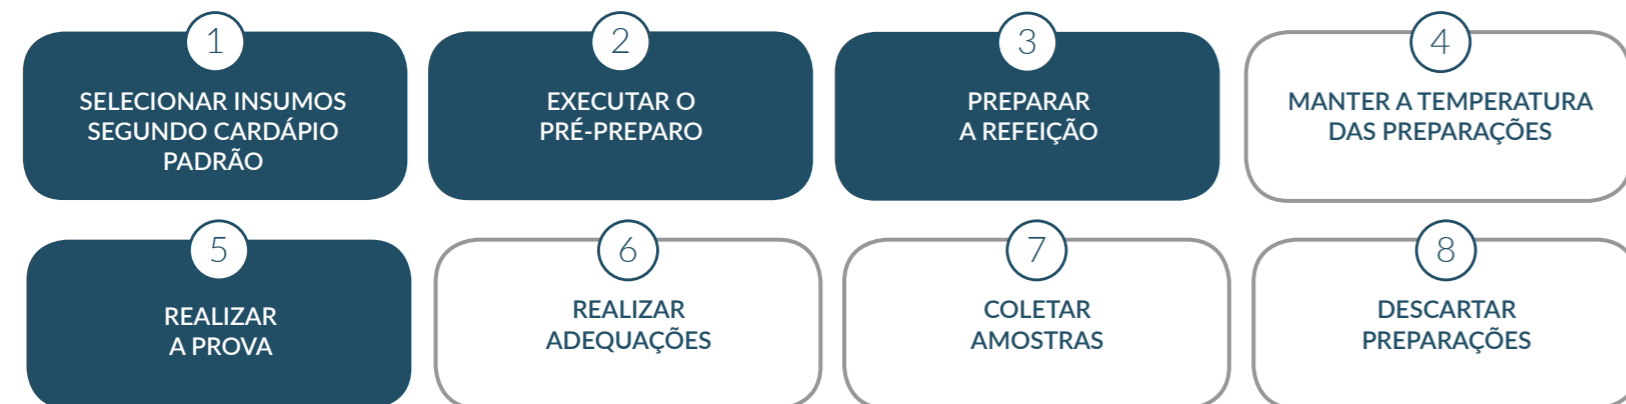 1
SELECIONAR INSUMOS
SEGUNDO CARDÁPIO
PADRÃO
2
EXECUTAR O
PRÉ-PREPARO
3
PREPARAR
A REFEIÇÃO
4
MANTER A TEMPERATURA
DAS PREPARAÇÕES
5
REALIZAR
A PROVA
6
REALIZAR
ADEQUAÇÕES
7
COLETAR
AMOSTRAS
8
DESCARTAR
PREPARAÇÕES